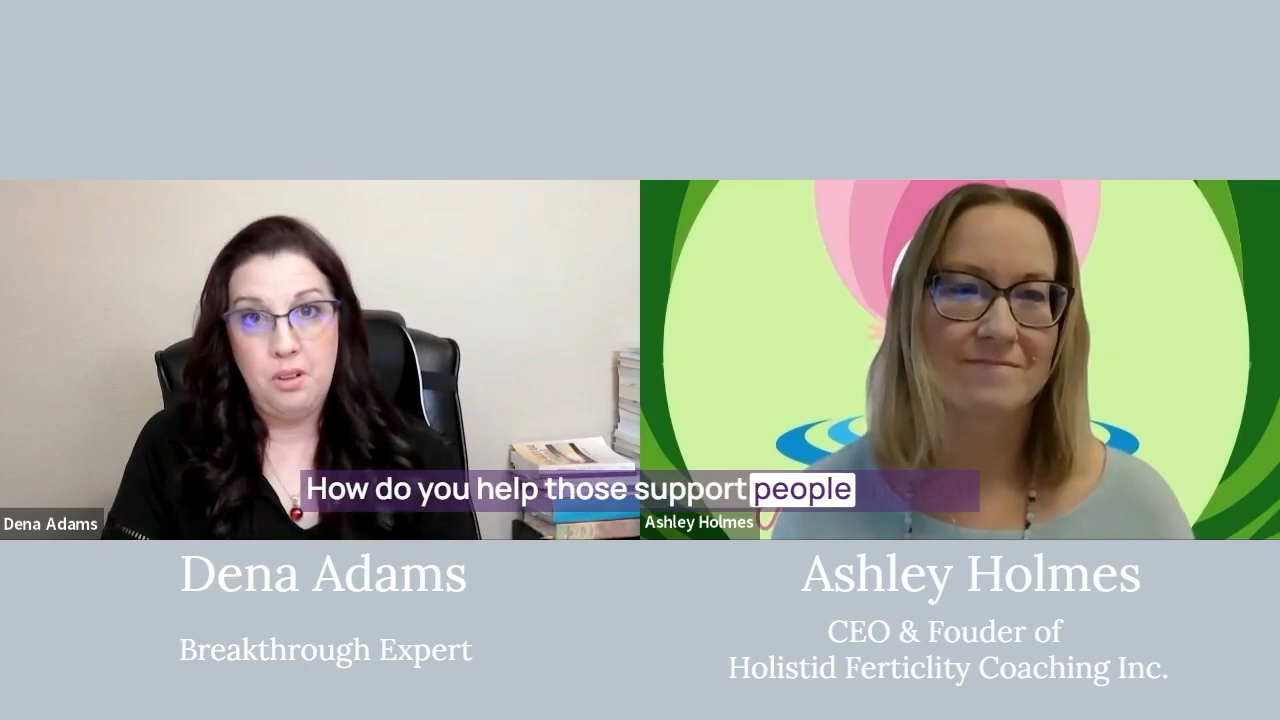 How do you help those support people
Dena Adams
Ashley Holmes
Dena Adams
Ashley Holmes
Breakthrough Expert
CEO & Fouder of
Holistid Ferticlity Coaching Inc.